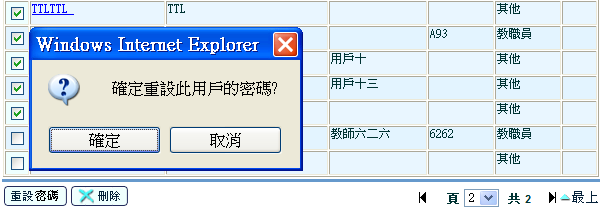 TTLTTL TTL 其他
Windows Internet Explorer A93 教職員
用戶十 其他
確定重設此用戶的密碼? 用戶十三 其他
其他
確定 取消 教師六二六 6262 教職員
其他
重設密碼 刪除 頁 2 共 2 最上